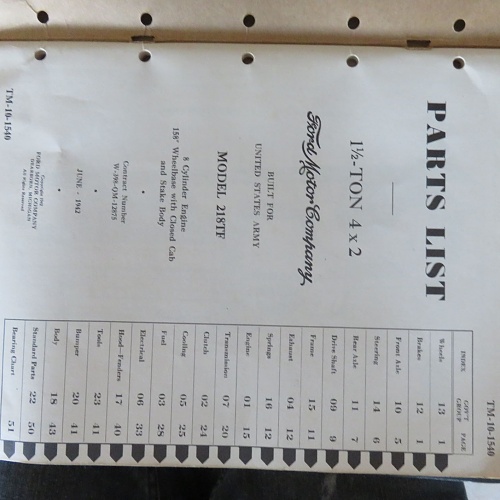 TM-10-1540
PARTS LIST
1½-TON 4 x 2
Ford Motor Company
BUILT FOR
UNITED STATES ARMY
MODEL 218TF
8 Cylinder Engine
158" Wheelbase with Closed Cab
and Stake Body
Contract Number
W-398-QM-12873
JUNE - 1942
Copyright 1942
FORD MOTOR COMPANY
DEARBORN, MICHIGAN
All Rights Reserved
TM-10-1540
INDEX GOV'T. GROUP PAGE
Wheels 13 1
Brakes 12 1
Front Axle 10 5
Steering 14 6
Rear Axle 11 7
Drive Shaft 09 9
Frame 15 11
Exhaust 04 12
Springs 16 12
Engine 01 15
Transmission 07 20
Clutch 02 24
Cooling 05 25
Fuel 03 28
Electrical 06 33
Hood—Fenders 17 40
Tools 23 41
Bumper 20 41
Body 18 43
Standard Parts 22 50
Bearing Chart 51